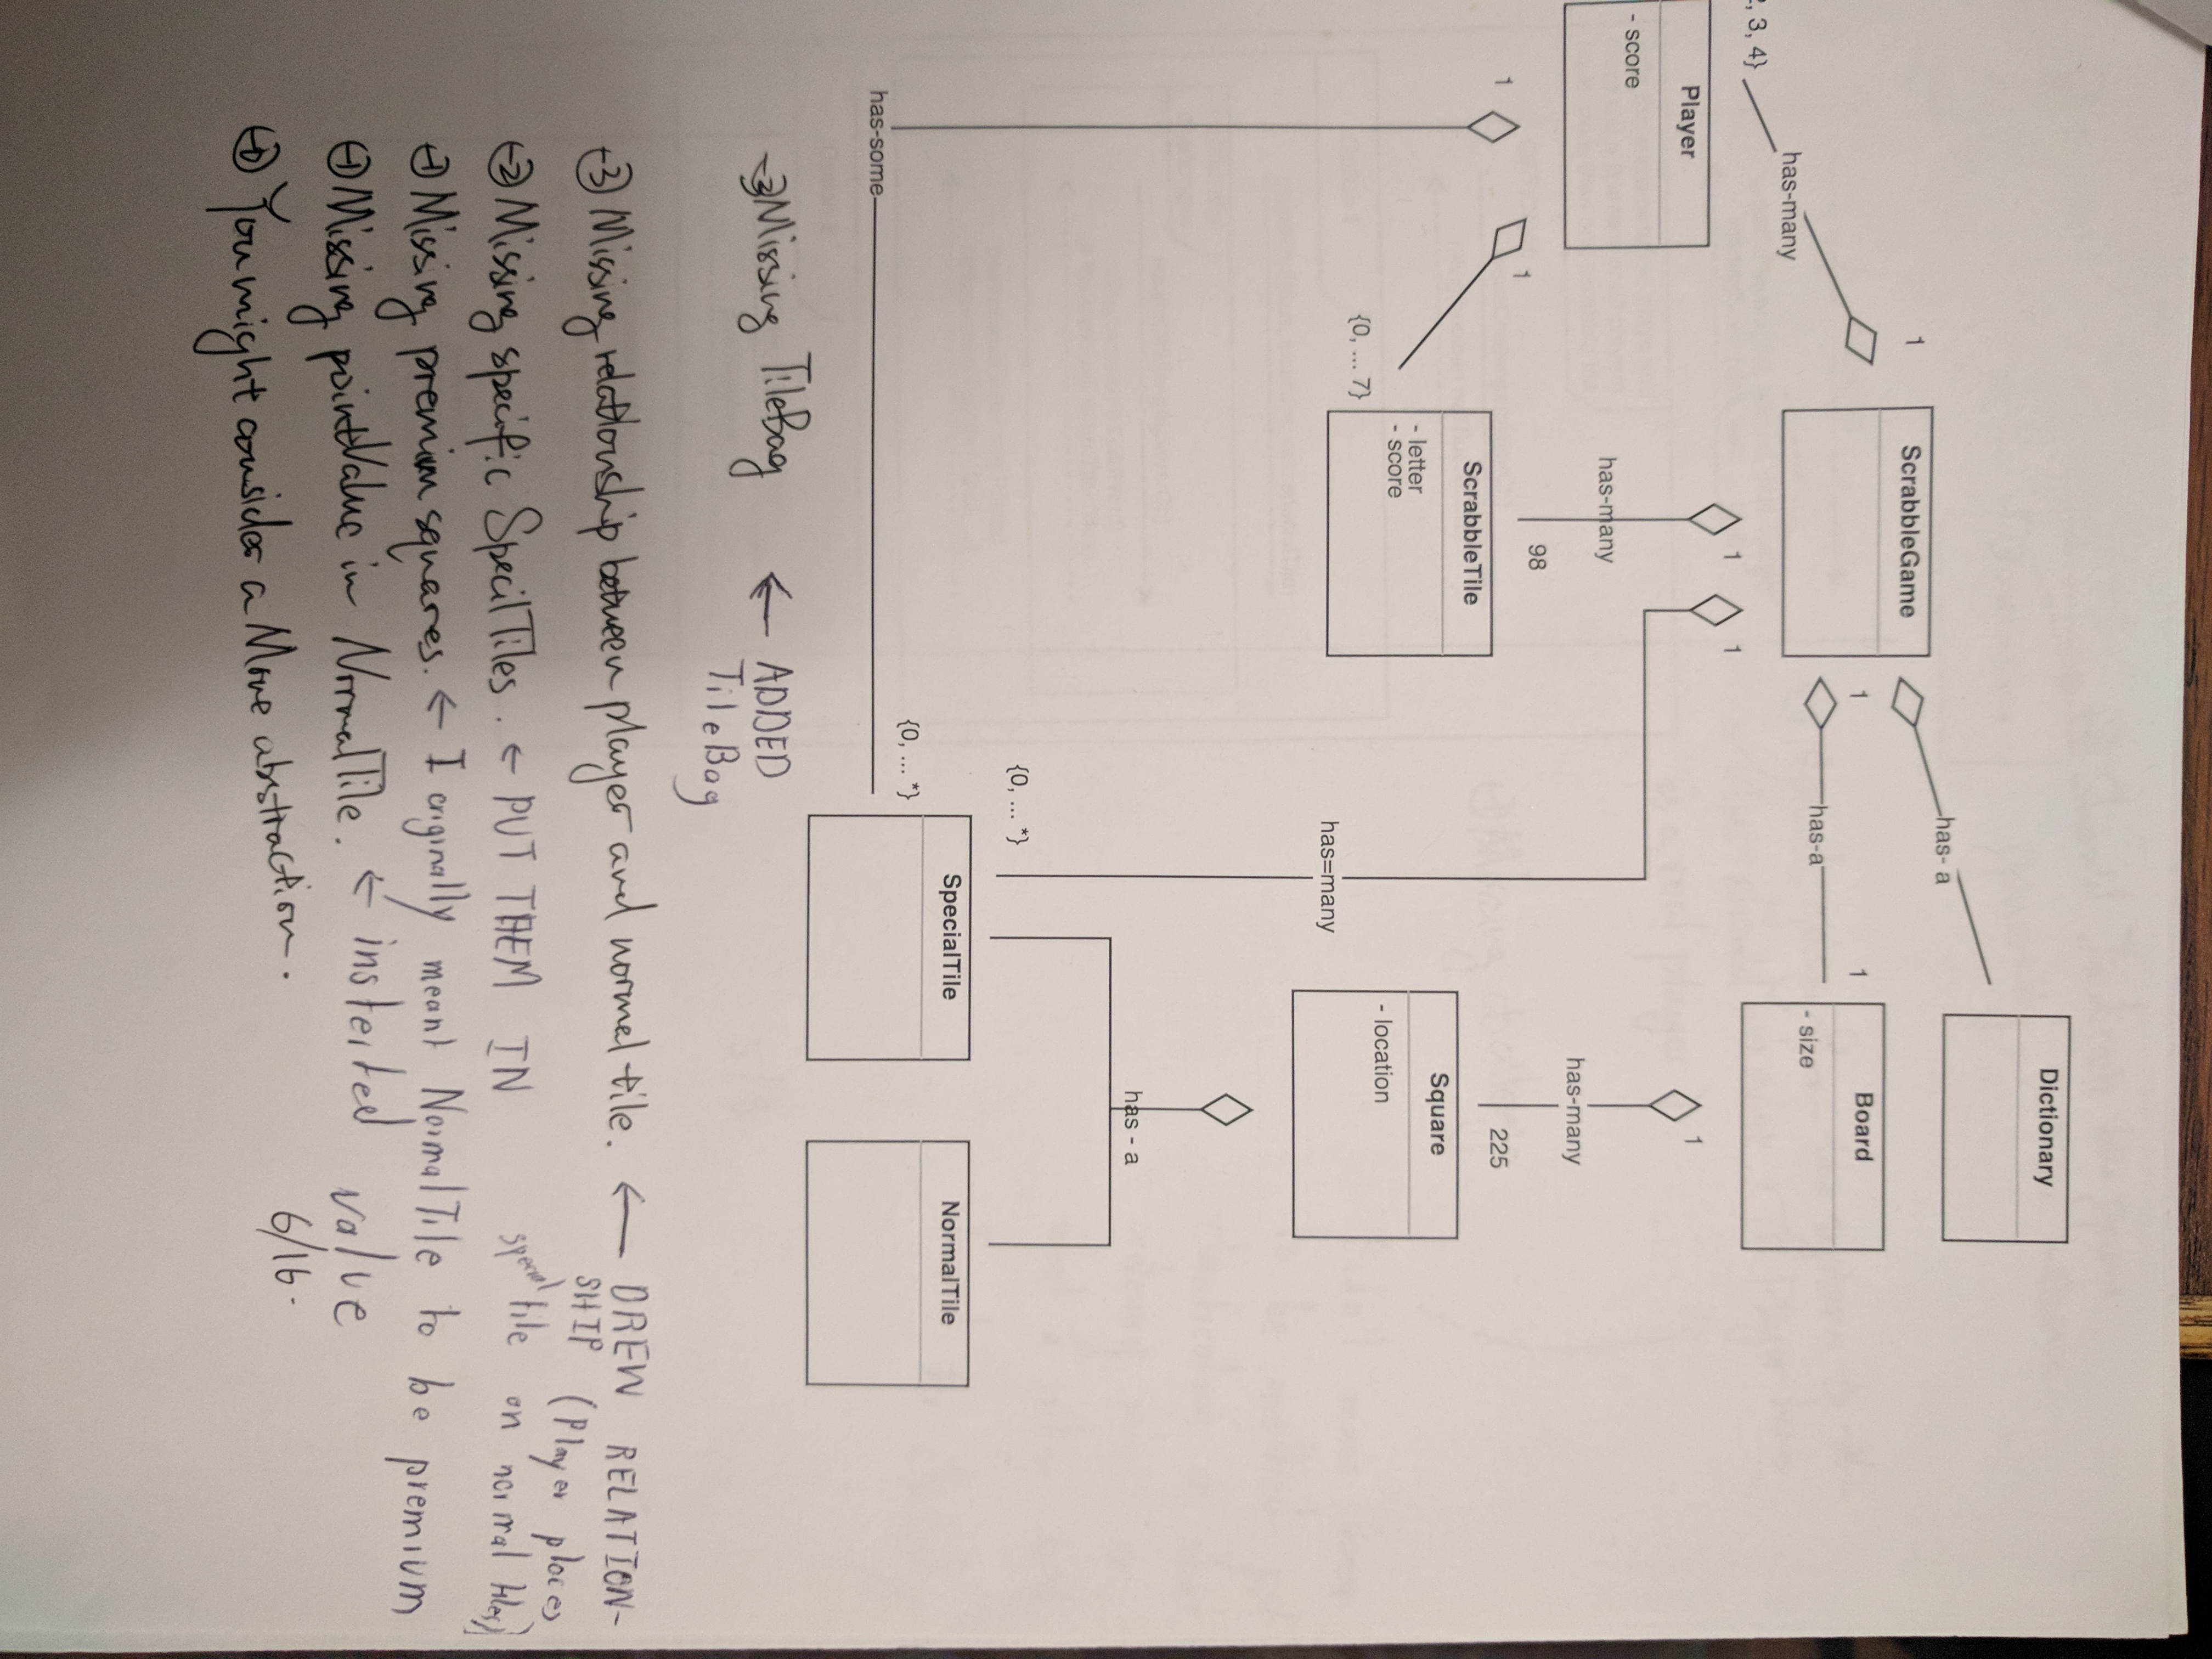 Dictionary
has- a
1
ScrabbleGame
1
1
Board
- size
has-a
has-many
, 3, 4}
1
1
Player
- score
1
has-many
has-many
98
225
1
1
ScrabbleTile
- letter
- score
Square
- location
{0, ... 7}
has=many
has - a
{0, ... *}
SpecialTile
NormalTile
{0, ... *}
has-some
-3 Missing TileBag ← ADDED
TileBag
-3 Missing relationship between player and normal tile. ← DREW RELATION-
SHIP (Player places
special tile on normal tiles)
-2 Missing specific SpecilTiles. ← PUT THEM IN
-1 Missing premium squares. ← I originally meant NormalTile to be premium
-1 Missing pointValue in NormalTile. ← insterted value
6/16.
-0 You might consider a Move abstraction.